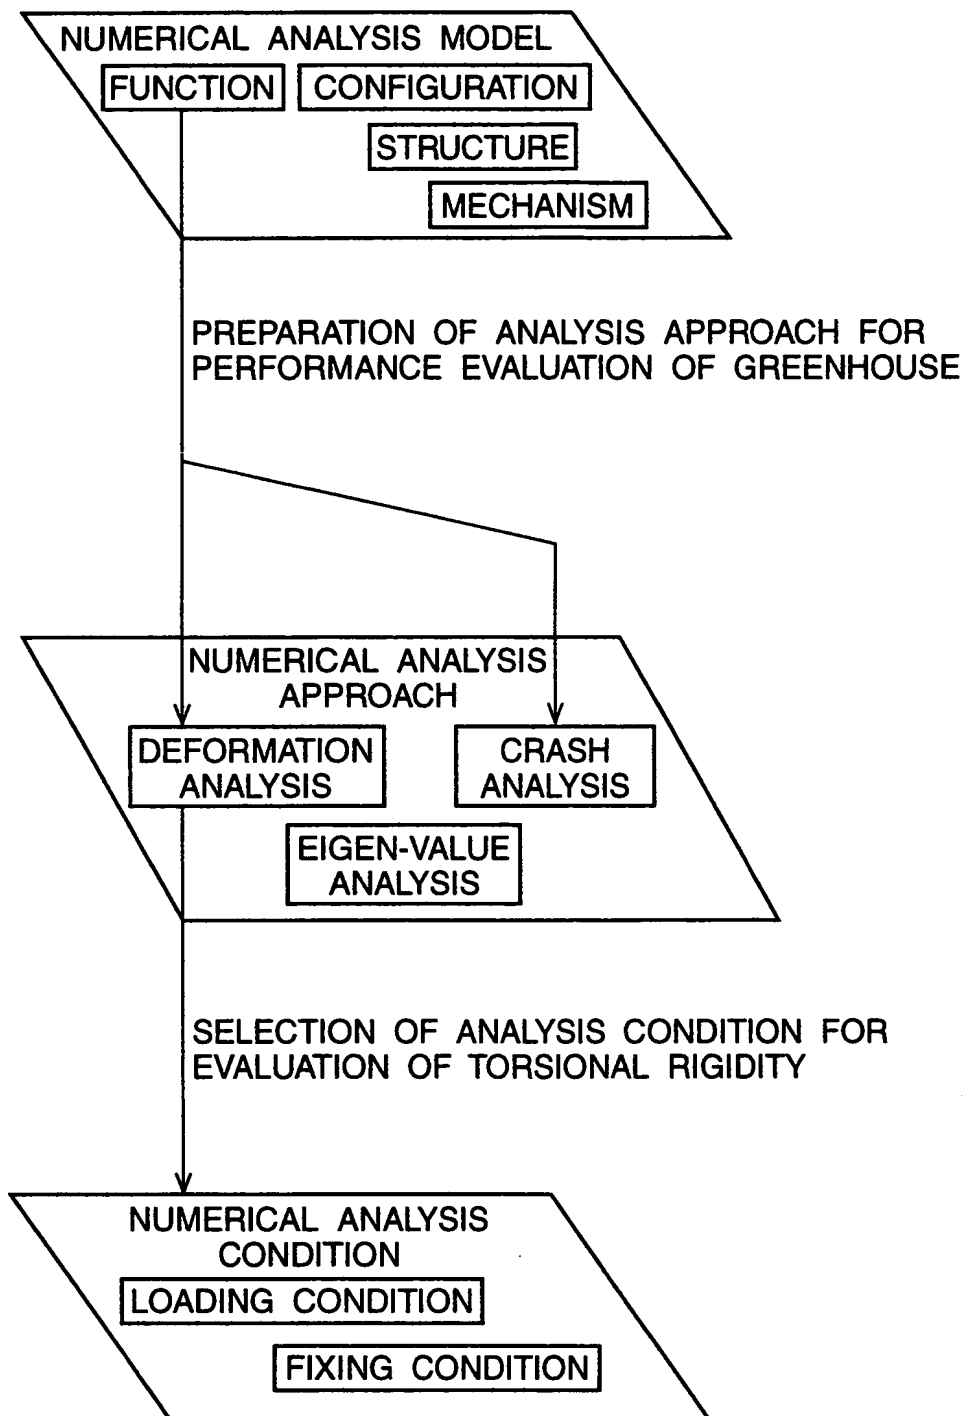 NUMERICAL ANALYSIS MODEL
FUNCTION
CONFIGURATION
STRUCTURE
MECHANISM
PREPARATION OF ANALYSIS APPROACH FOR
PERFORMANCE EVALUATION OF GREENHOUSE
NUMERICAL ANALYSIS
APPROACH
DEFORMATION
ANALYSIS
CRASH
ANALYSIS
EIGEN-VALUE
ANALYSIS
SELECTION OF ANALYSIS CONDITION FOR
EVALUATION OF TORSIONAL RIGIDITY
NUMERICAL ANALYSIS
CONDITION
LOADING CONDITION
FIXING CONDITION